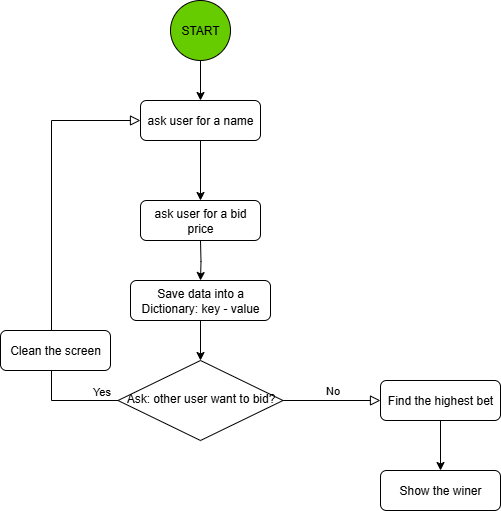 START
ask user for a name
ask user for a bid
price
Save data into a
Dictionary: key - value
Clean the screen
Yes
Ask: other user want to bid?
No
Find the highest bet
Show the winer